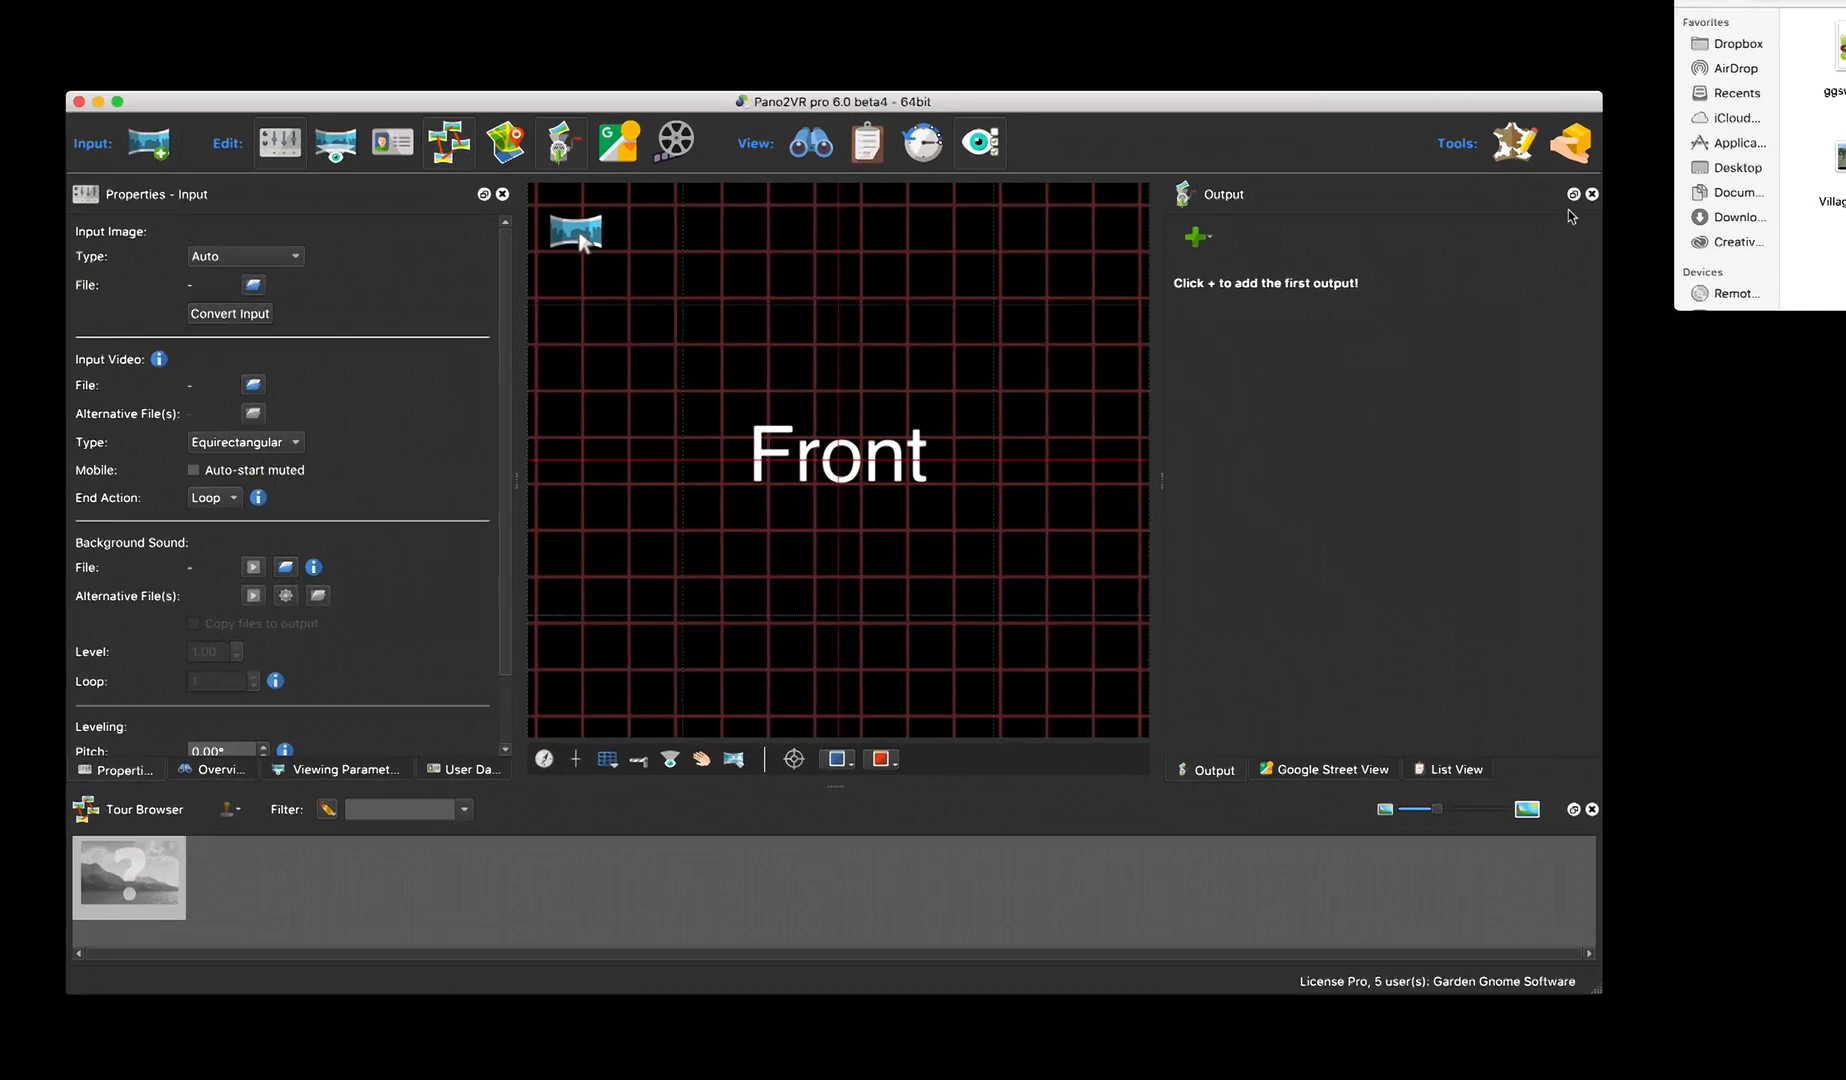 Pano2VR pro 6.0 beta4 - 64bit
Input:
Edit:
View:
Tools:
Properties - Input
Input Image:
Type: Auto
File: -
Convert Input
Input Video:
File: -
Alternative File(s): -
Type: Equirectangular
Mobile: Auto-start muted
End Action: Loop
Background Sound:
File: -
Alternative File(s):
Copy files to output
Level: 1.00
Loop: 1
Leveling:
Pitch: 0.00°
Properti...
Overvi...
Viewing Paramet...
User Da...
Front
Output
Click + to add the first output!
Output
Google Street View
List View
Tour Browser
Filter:
License Pro, 5 user(s): Garden Gnome Software
Favorites
Dropbox
AirDrop
Recents
iCloud...
Applica...
Desktop
Docum...
Downlo...
Creativ...
Devices
Remot...